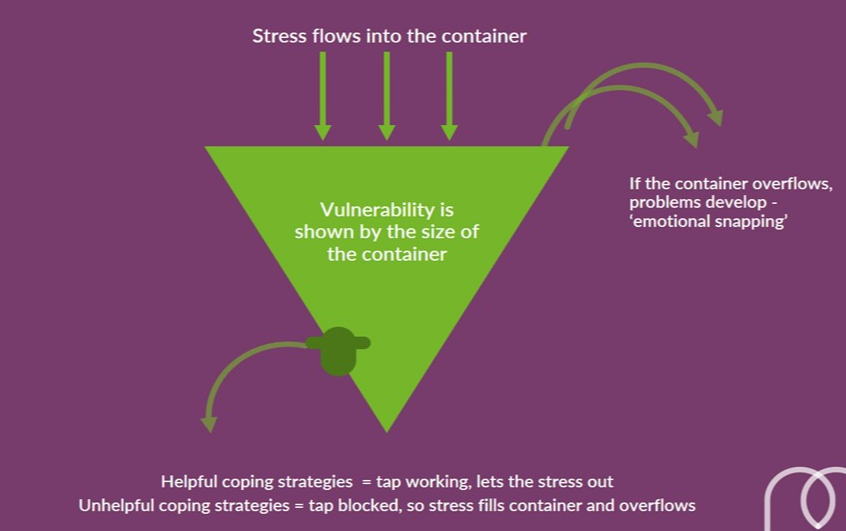 Stress flows into the container
Vulnerability is
shown by the size of
the container
If the container overflows,
problems develop -
‘emotional snapping’
Helpful coping strategies  = tap working, lets the stress out
Unhelpful coping strategies = tap blocked, so stress fills container and overflows